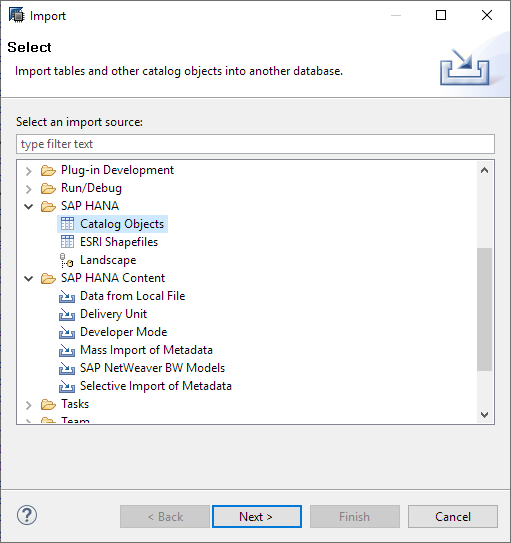 Import
Select
Import tables and other catalog objects into another database.
Select an import source:
type filter text
Plug-in Development
Run/Debug
SAP HANA
Catalog Objects
ESRI Shapefiles
Landscape
SAP HANA Content
Data from Local File
Delivery Unit
Developer Mode
Mass Import of Metadata
SAP NetWeaver BW Models
Selective Import of Metadata
Tasks
Team
< Back
Next >
Finish
Cancel